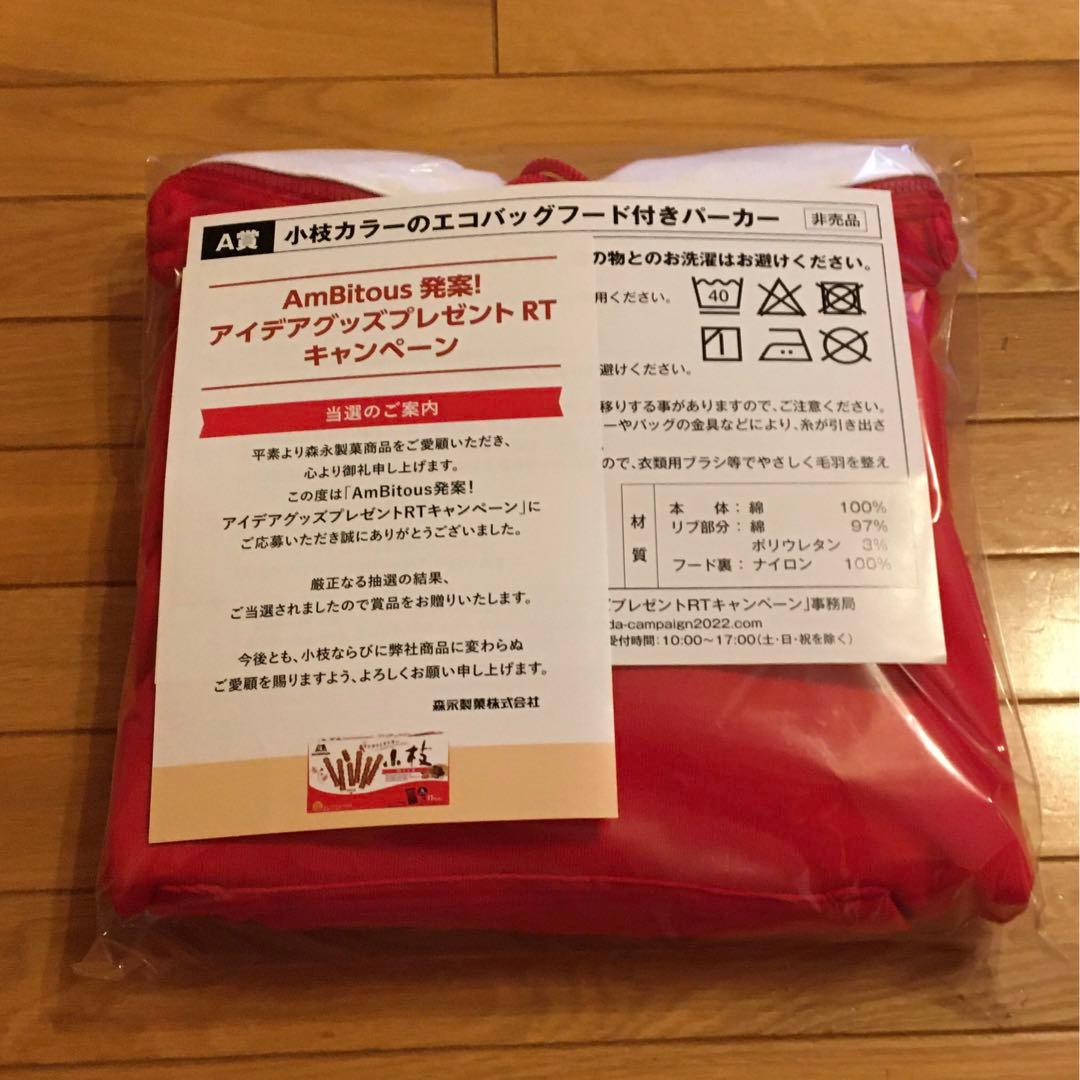 A賞 小枝カラーのエコバッグフード付きパーカー 非売品
の物とのお洗濯はお避けください。
用ください。
40
避けください。
移りする事がありますので、ご注意ください。
ーやバッグの金具などにより、糸が引き出さ
ので、衣類用ブラシ等でやさしく毛羽を整え
材質
本 体：綿 100%
リブ部分：綿 97%
ポリウレタン 3%
フード裏：ナイロン 100%
プレゼントRTキャンペーン」事務局
da-campaign2022.com
受付時間：10:00〜17:00（土・日・祝を除く）
AmBitous 発案！
アイデアグッズプレゼント RT
キャンペーン
当選のご案内
平素より森永製菓商品をご愛顧いただき、
心より御礼申し上げます。
この度は「AmBitous発案！
アイデアグッズプレゼントRTキャンペーン」に
ご応募いただき誠にありがとうございました。
厳正なる抽選の結果、
ご当選されましたので賞品をお贈りいたします。
今後とも、小枝ならびに弊社商品に変わらぬ
ご愛顧を賜りますよう、よろしくお願い申し上げます。
森永製菓株式会社
小枝